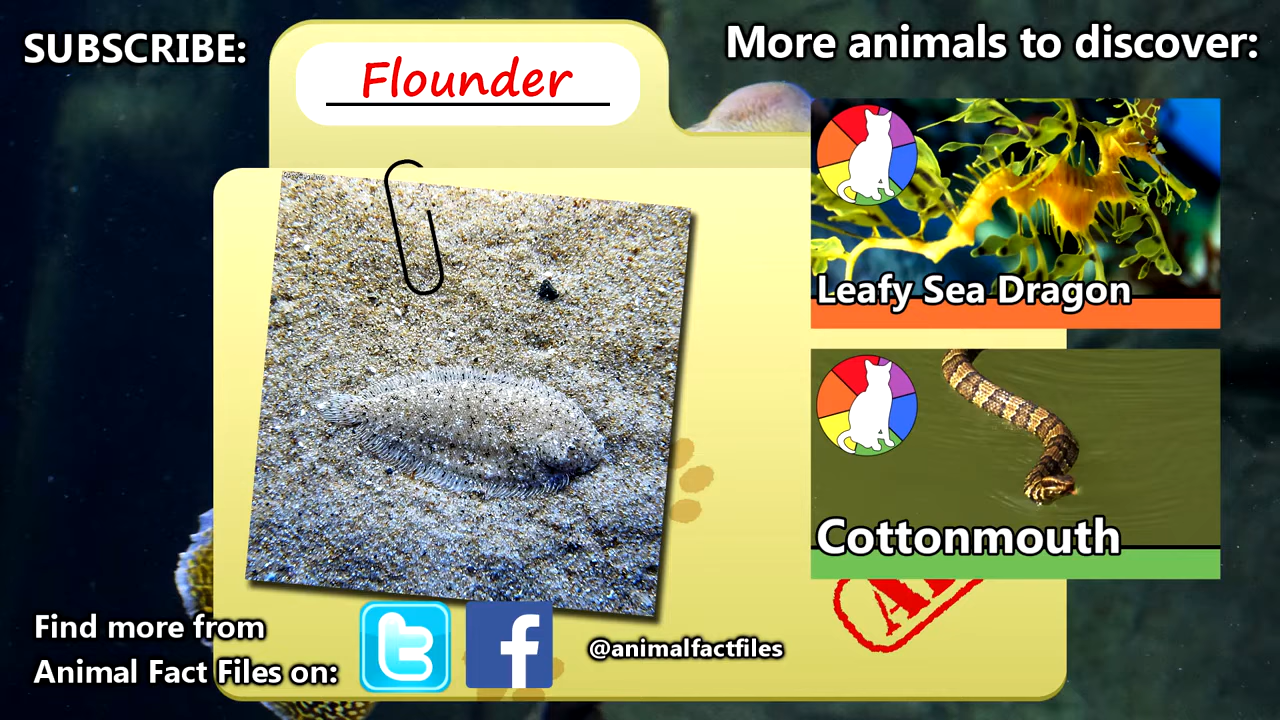 SUBSCRIBE:
Flounder
More animals to discover:
Leafy Sea Dragon
Cottonmouth
Find more from
Animal Fact Files on:
@animalfactfiles